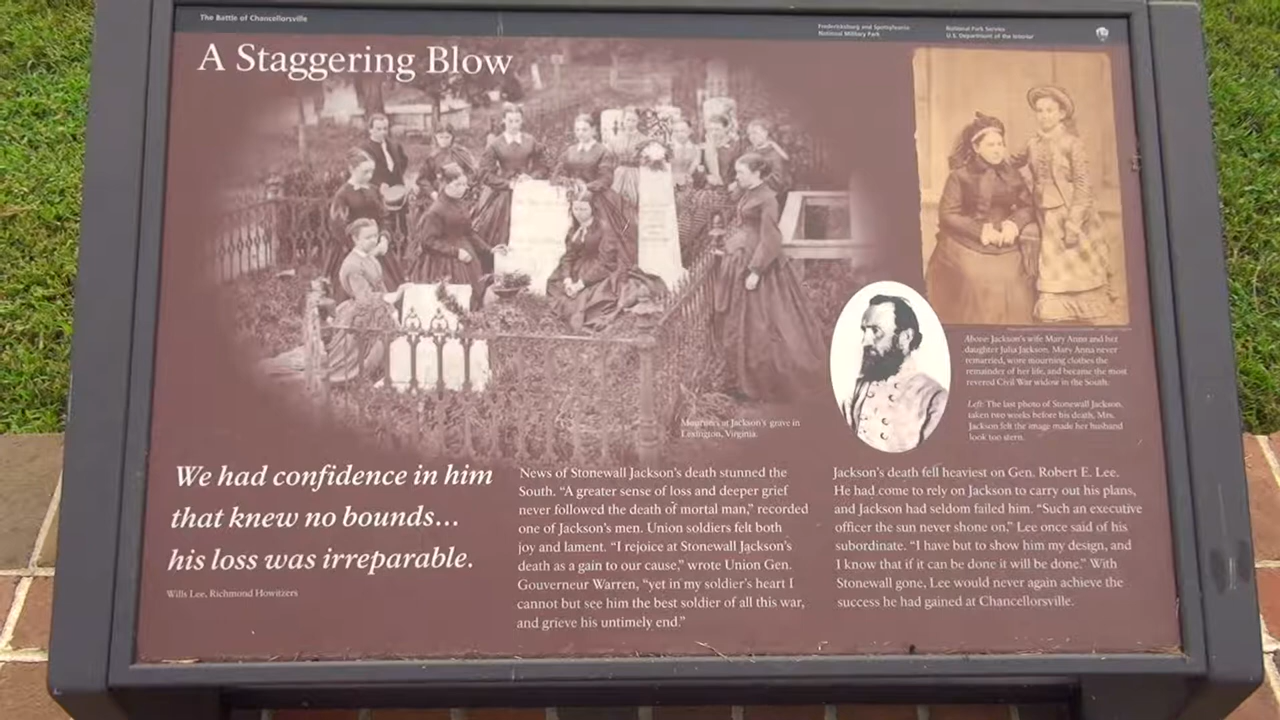 The Battle of Chancellorsville
Fredericksburg and Spotsylvania
National Military Park
National Park Service
U.S. Department of the Interior
A Staggering Blow
Above: Jackson's wife Mary Anna and her
daughter Julia Jackson. Mary Anna never
remarried, wore mourning clothes the
remainder of her life, and became the most
revered Civil War widow in the South.
Left: The last photo of Stonewall Jackson,
taken two weeks before his death. Mrs.
Jackson felt the image made her husband
look too stern.
Mourners at Jackson's grave in
Lexington, Virginia.
We had confidence in him
that knew no bounds...
his loss was irreparable.
Wills Lee, Richmond Howitzers
News of Stonewall Jackson's death stunned the
South. “A greater sense of loss and deeper grief
never followed the death of mortal man,” recorded
one of Jackson's men. Union soldiers felt both
joy and lament. “I rejoice at Stonewall Jackson's
death as a gain to our cause,” wrote Union Gen.
Gouverneur Warren, “yet in my soldier's heart I
cannot but see him the best soldier of all this war,
and grieve his untimely end.”
Jackson's death fell heaviest on Gen. Robert E. Lee.
He had come to rely on Jackson to carry out his plans,
and Jackson had seldom failed him. “Such an executive
officer the sun never shone on,” Lee once said of his
subordinate. “I have but to show him my design, and
I know that if it can be done it will be done.” With
Stonewall gone, Lee would never again achieve the
success he had gained at Chancellorsville.